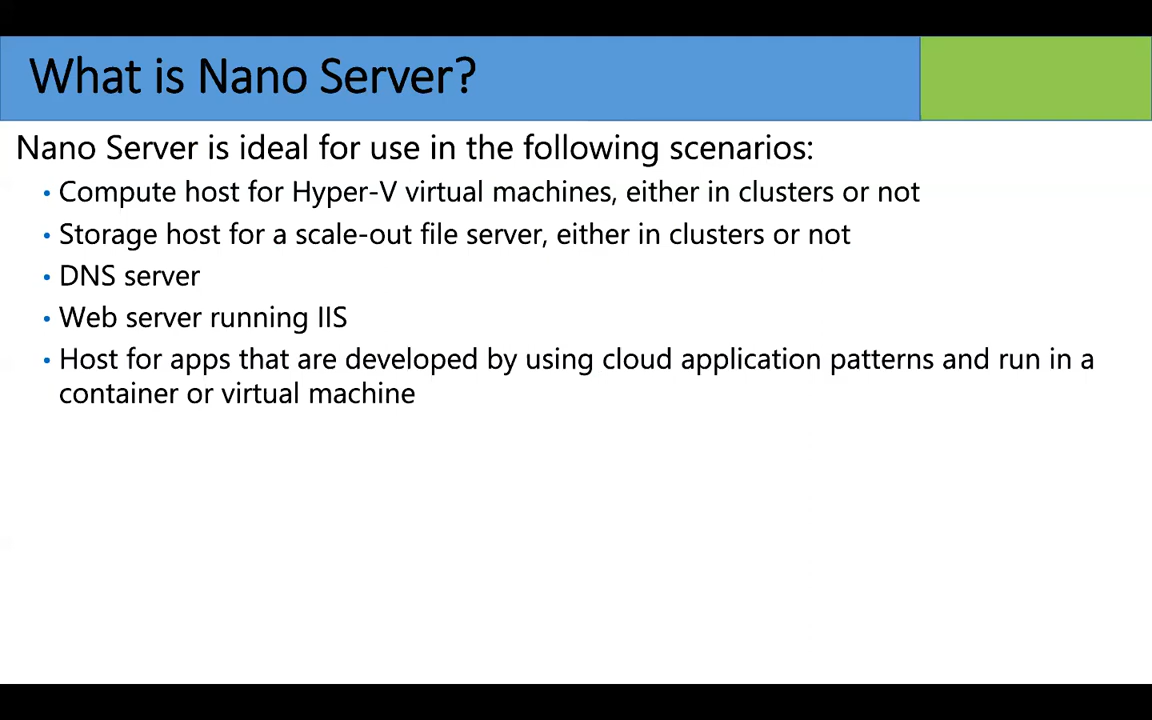 What is Nano Server?
Nano Server is ideal for use in the following scenarios:
• Compute host for Hyper-V virtual machines, either in clusters or not
• Storage host for a scale-out file server, either in clusters or not
• DNS server
• Web server running IIS
• Host for apps that are developed by using cloud application patterns and run in a
container or virtual machine